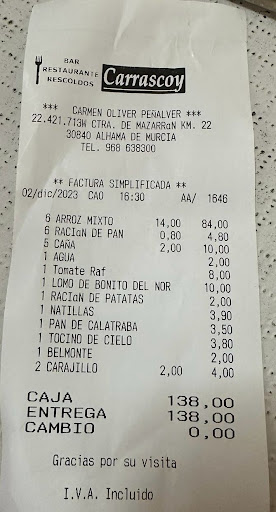 BAR
RESTAURANTE
RESCOLDOS
Carrascoy
*** CARMEN OLIVER PEÑALVER ***
22.421.713W CTRA. DE MAZARRαN KM. 22
30840 ALHAMA DE MURCIA
TEL. 968 638300
** FACTURA SIMPLIFICADA **
02/dic/2023 CAO 16:30 AA/ 1646
6 ARROZ MIXTO 14,00 84,00
6 RACIαN DE PAN 0,80 4,80
5 CAÑA 2,00 10,00
1 AGUA 2,00
1 Tomate Raf 8,00
1 LOMO DE BONITO DEL NOR 10,00
1 RACIαN DE PATATAS 2,00
1 NATILLAS 3,90
1 PAN DE CALATRABA 3,50
1 TOCINO DE CIELO 3,80
1 BELMONTE 2,00
2 CARAJILLO 2,00 4,00
CAJA 138,00
ENTREGA 138,00
CAMBIO 0,00
Gracias por su visita
I.V.A. Incluido